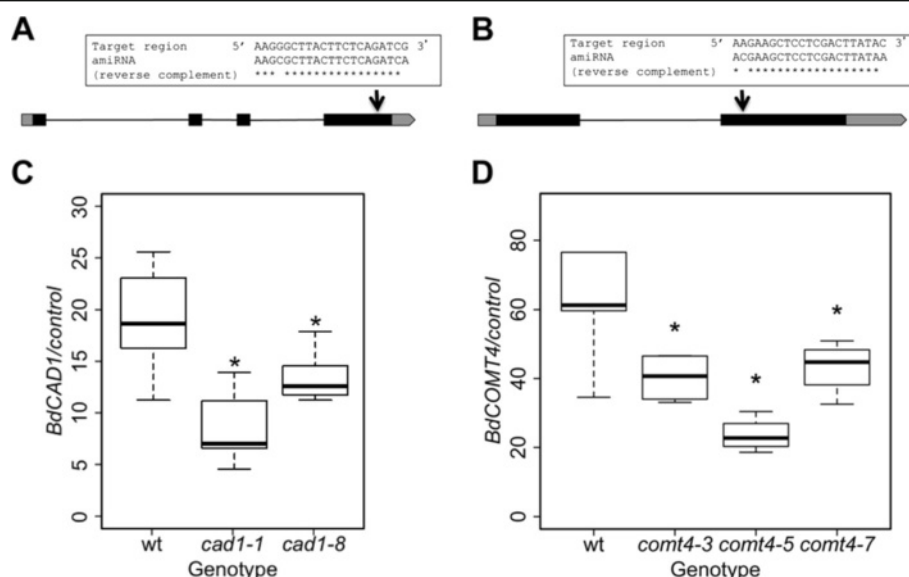 A
Target region 5' AAGGGCTTACTTCTCAGATCG 3'
amiRNA AAGCGCTTACTTCTCAGATCA
(reverse complement) *** *****************
B
Target region 5' AAGAAGCTCCTCGACTTATAC 3'
amiRNA ACGAAGCTCCTCGACTTATAA
(reverse complement) * ******************
C
BdCAD1/control
30
25
20
15
10
5
0
*
*
wt cad1-1 cad1-8
Genotype
D
BdCOMT4/control
80
60
40
20
0
*
*
*
wt comt4-3 comt4-5 comt4-7
Genotype